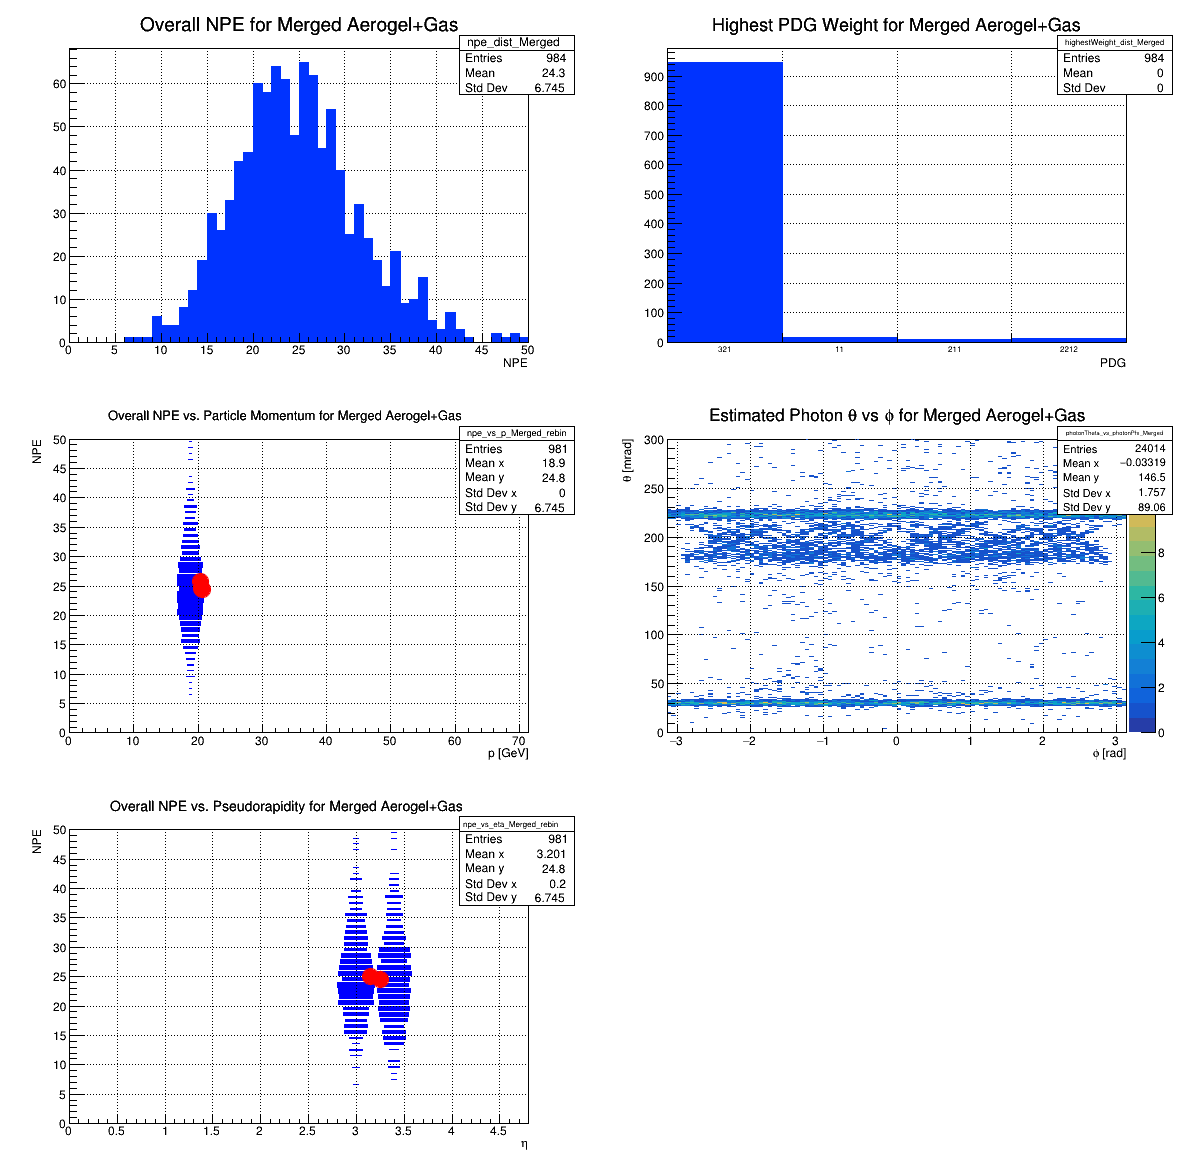 Overall NPE for Merged Aerogel+Gas
npe_dist_Merged
Entries 984
Mean 24.3
Std Dev 6.745
60
50
40
30
20
10
0
0 5 10 15 20 25 30 35 40 45 50
NPE
Highest PDG Weight for Merged Aerogel+Gas
highestWeight_dist_Merged
Entries 984
Mean 0
Std Dev 0
900
800
700
600
500
400
300
200
100
0
321 11 211 2212
PDG
Overall NPE vs. Particle Momentum for Merged Aerogel+Gas
npe_vs_p_Merged_rebin
Entries 981
Mean x 18.9
Mean y 24.8
Std Dev x 0
Std Dev y 6.745
NPE
50
45
40
35
30
25
20
15
10
5
0
0 10 20 30 40 50 60 70
p [GeV]
Estimated Photon θ vs ϕ for Merged Aerogel+Gas
photonTheta_vs_photonPhi_Merged
Entries 24014
Mean x −0.03319
Mean y 146.5
Std Dev x 1.757
Std Dev y 89.06
θ [mrad]
300
250
200
150
100
50
0
−3 −2 −1 0 1 2 3
ϕ [rad]
8
6
4
2
0
Overall NPE vs. Pseudorapidity for Merged Aerogel+Gas
npe_vs_eta_Merged_rebin
Entries 981
Mean x 3.201
Mean y 24.8
Std Dev x 0.2
Std Dev y 6.745
NPE
50
45
40
35
30
25
20
15
10
5
0
0 0.5 1 1.5 2 2.5 3 3.5 4 4.5
η